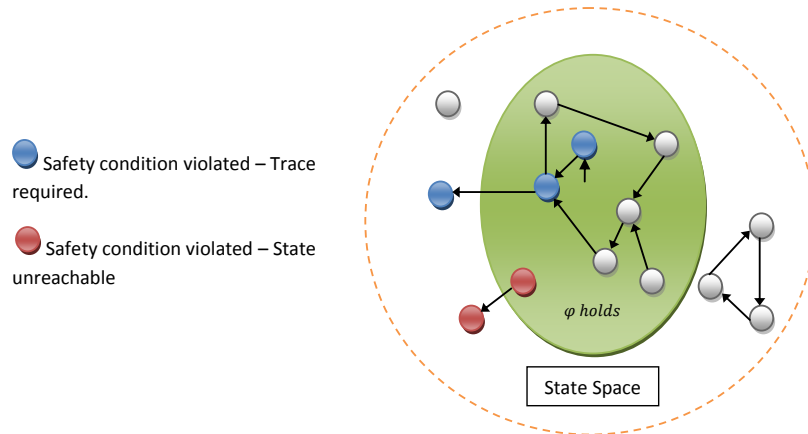 Safety condition violated – Trace
required.
Safety condition violated – State
unreachable
φ holds
State Space